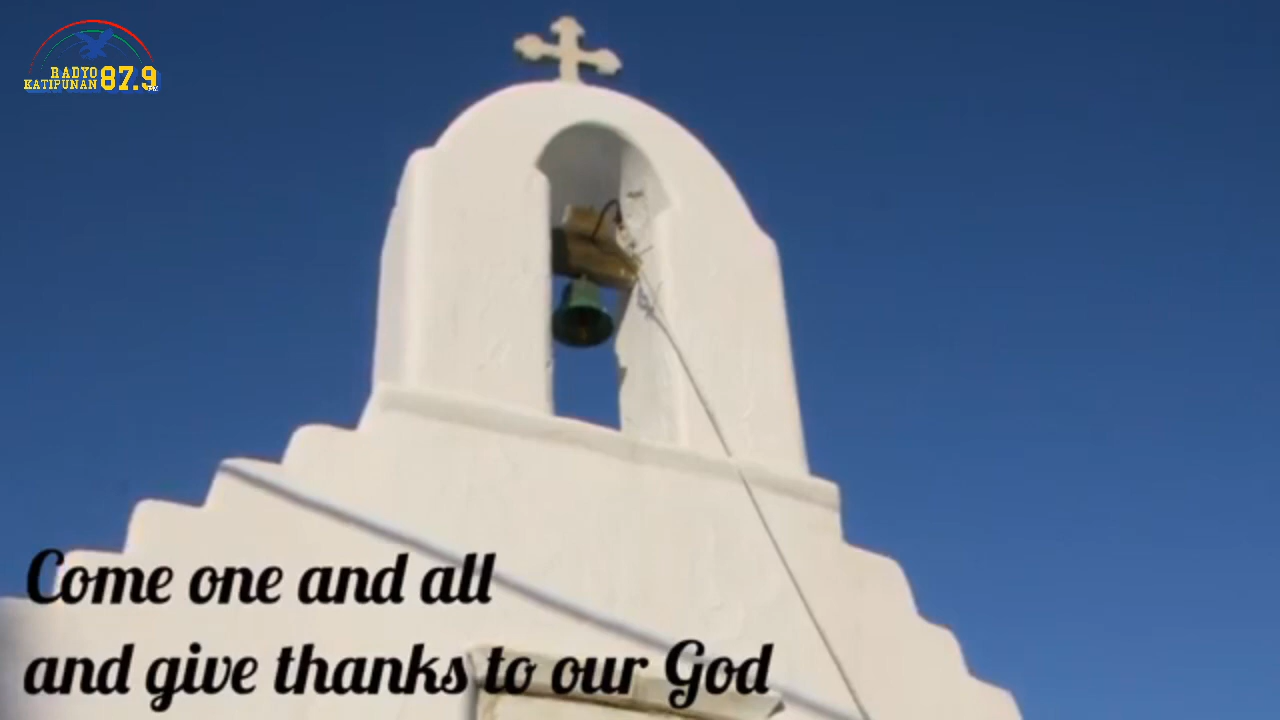 RADYO
KATIPUNAN 87.9
Come one and all
and give thanks to our God